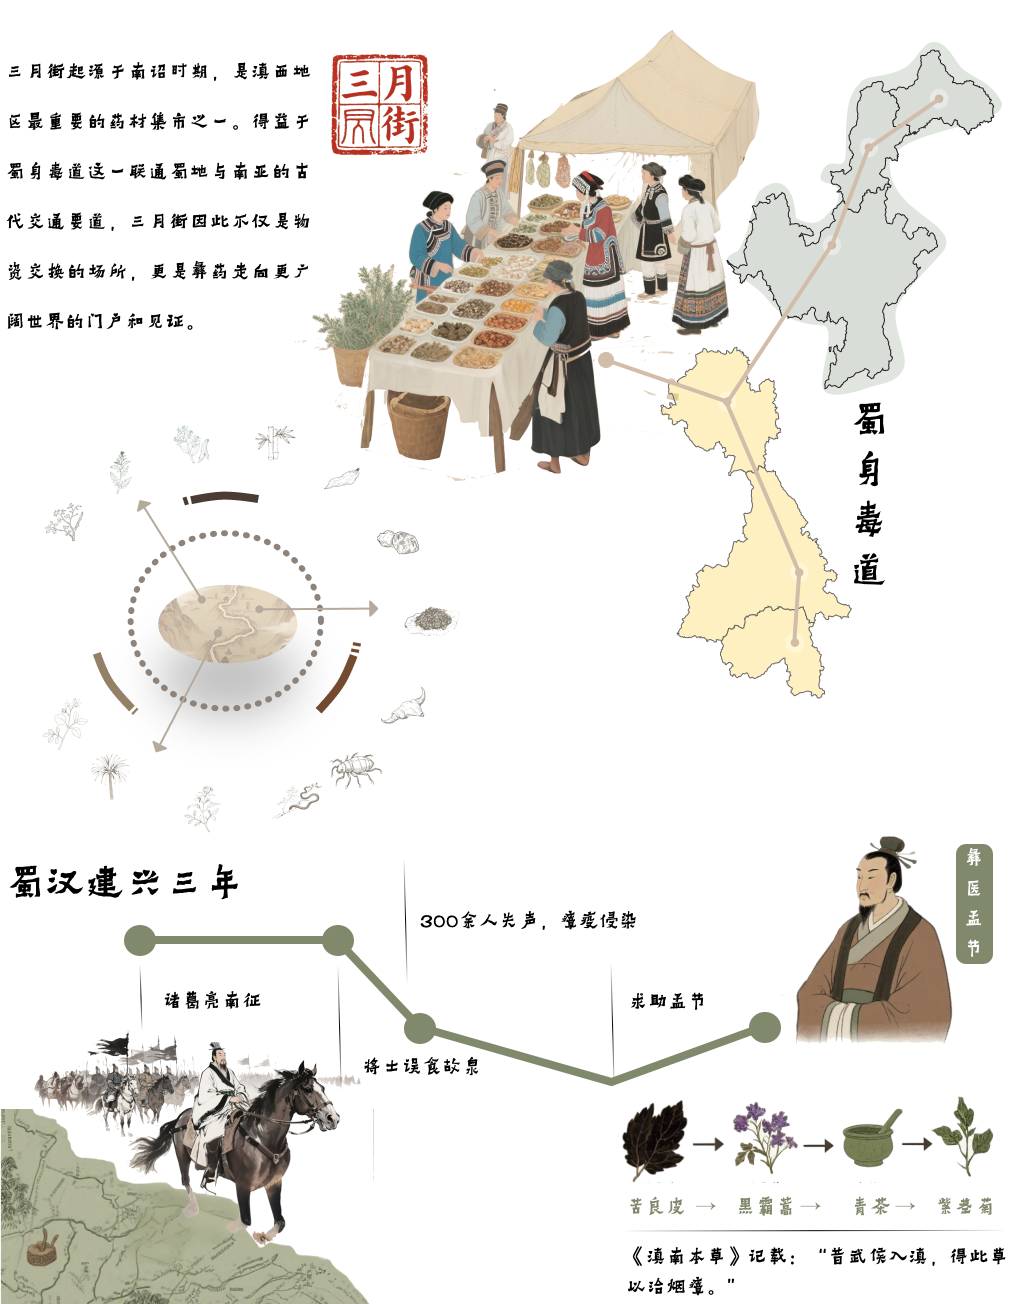 三月街起源于南诏时期，是滇西地
区最重要的药材集市之一。得益于
蜀身毒道这一联通蜀地与南亚的古
代交通要道，三月街因此不仅是物
资交换的场所，更是彝药走向更广
阔世界的门户和见证。
三月街
蜀身毒道
蜀汉建兴三年
300余人失声，瘴疫侵染
诸葛亮南征
求助孟节
将士误食故泉
彝医孟节
苦良皮→黑霸蒿→青茶→紫茎菊
《滇南本草》记载："昔武侯入滇，得此草
以治烟瘴。"